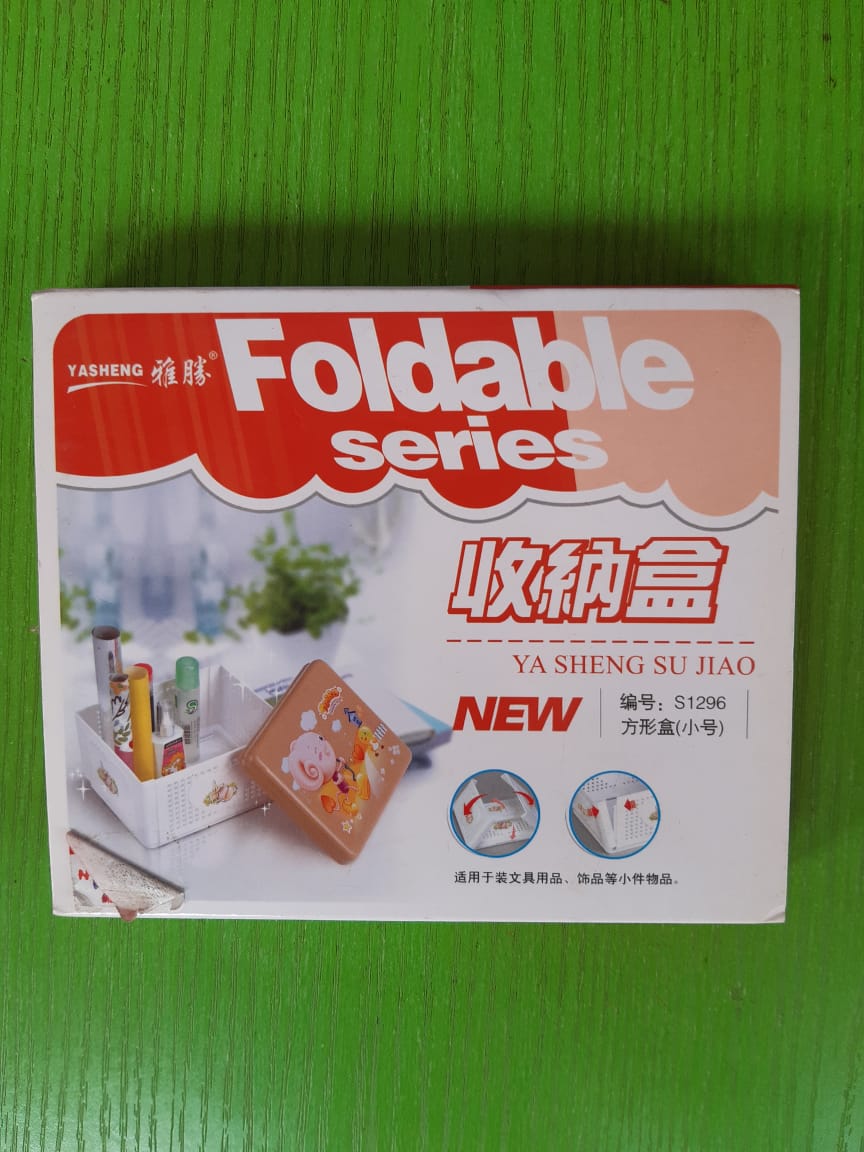 YASHENG 雅勝®
Foldable
series
收納盒
YA SHENG SU JIAO
NEW
编号：S1296
方形盒(小号)
适用于装文具用品、饰品等小件物品。